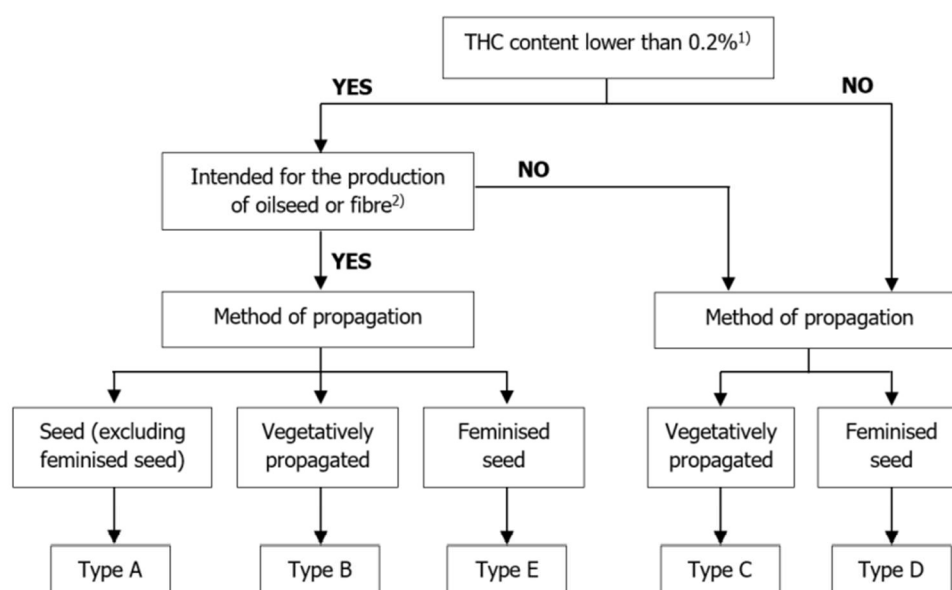 THC content lower than 0.2%1)
YES
NO
Intended for the production
of oilseed or fibre2)
NO
YES
Method of propagation
Method of propagation
Seed (excluding
feminised seed)
Vegetatively
propagated
Feminised
seed
Vegetatively
propagated
Feminised
seed
Type A
Type B
Type E
Type C
Type D